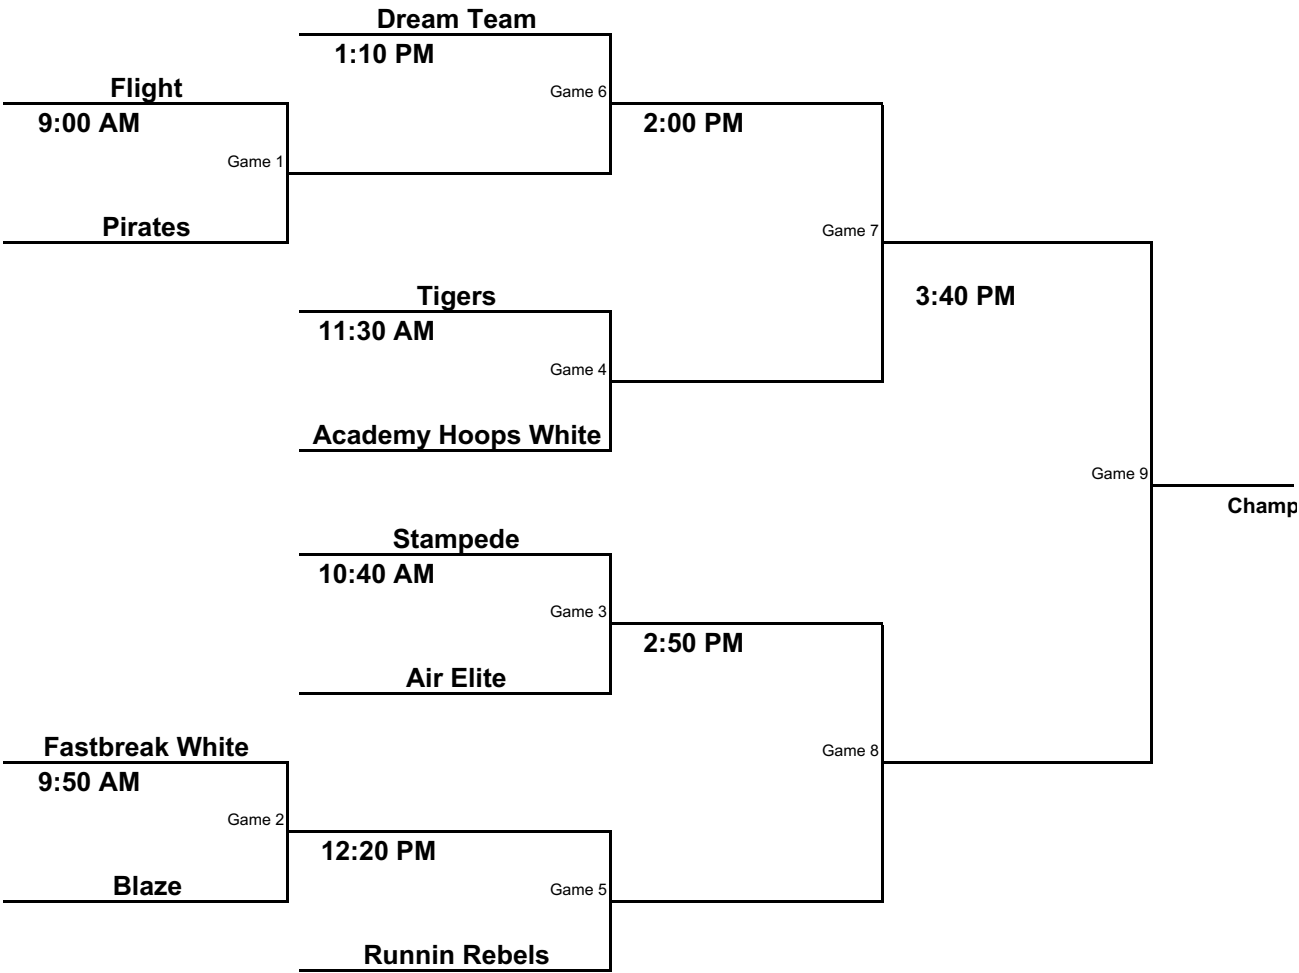 Dream Team
1:10 PM
Flight
Game 6
9:00 AM
2:00 PM
Game 1
Pirates
Game 7
Tigers
3:40 PM
11:30 AM
Game 4
Academy Hoops White
Game 9
Champ
Stampede
10:40 AM
Game 3
2:50 PM
Air Elite
Fastbreak White
Game 8
9:50 AM
Game 2
12:20 PM
Blaze
Game 5
Runnin Rebels